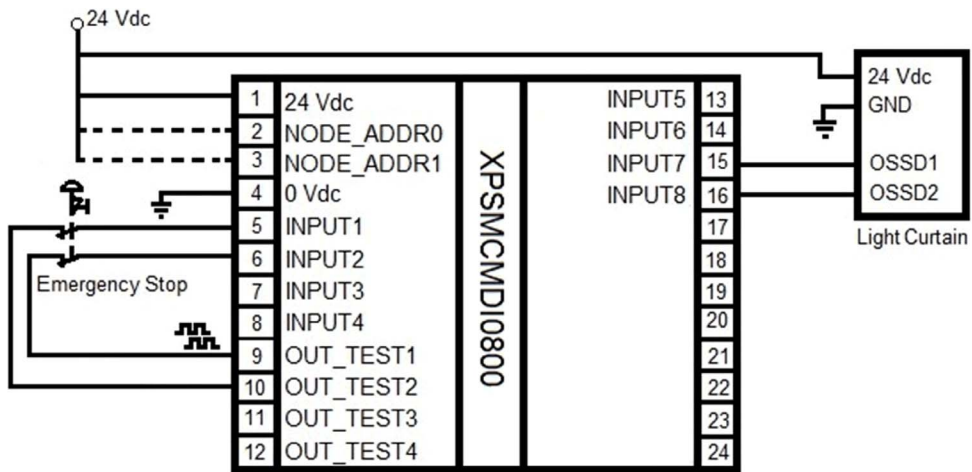 24 Vdc
1 24 Vdc
2 NODE_ADDR0
3 NODE_ADDR1
4 0 Vdc
5 INPUT1
6 INPUT2
7 INPUT3
8 INPUT4
9 OUT_TEST1
10 OUT_TEST2
11 OUT_TEST3
12 OUT_TEST4
Emergency Stop
XPSMCMDI0800
INPUT5 13
INPUT6 14
INPUT7 15
INPUT8 16
17
18
19
20
21
22
23
24
24 Vdc
GND
OSSD1
OSSD2
Light Curtain